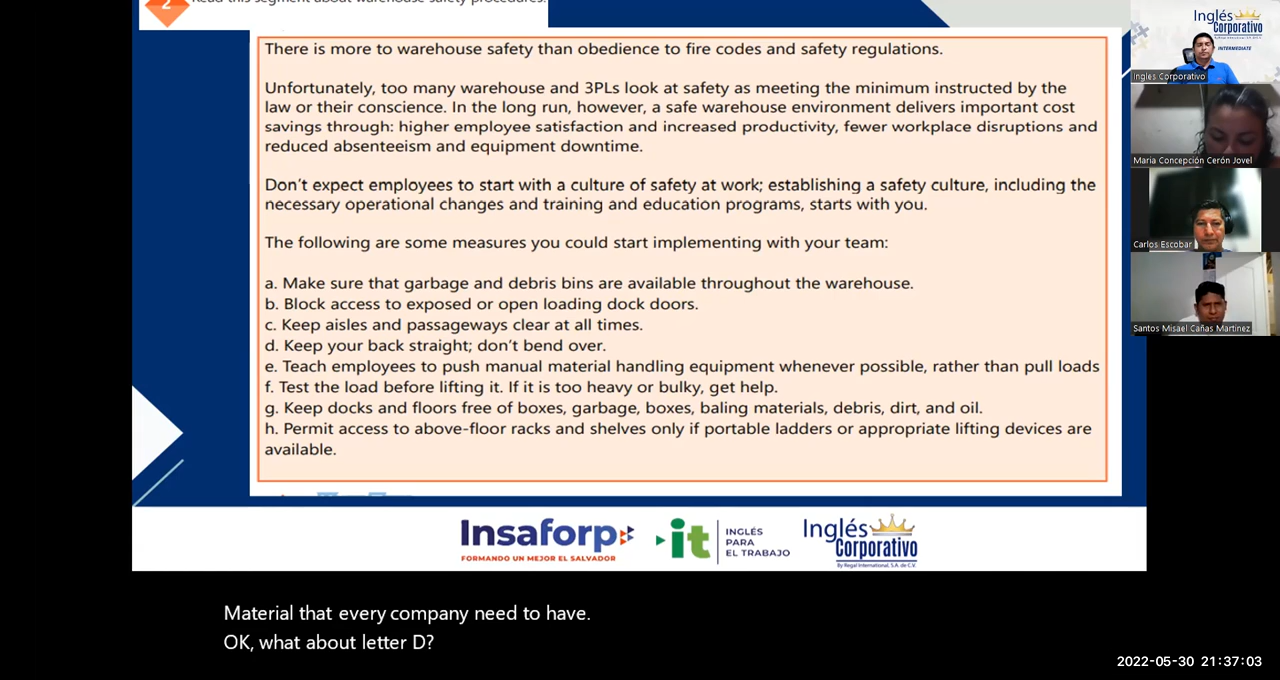 2 Read this segment about warehouse safety procedures.
There is more to warehouse safety than obedience to fire codes and safety regulations.
Unfortunately, too many warehouse and 3PLs look at safety as meeting the minimum instructed by the
law or their conscience. In the long run, however, a safe warehouse environment delivers important cost
savings through: higher employee satisfaction and increased productivity, fewer workplace disruptions and
reduced absenteeism and equipment downtime.
Don't expect employees to start with a culture of safety at work; establishing a safety culture, including the
necessary operational changes and training and education programs, starts with you.
The following are some measures you could start implementing with your team:
a. Make sure that garbage and debris bins are available throughout the warehouse.
b. Block access to exposed or open loading dock doors.
c. Keep aisles and passageways clear at all times.
d. Keep your back straight; don't bend over.
e. Teach employees to push manual material handling equipment whenever possible, rather than pull loads
f. Test the load before lifting it. If it is too heavy or bulky, get help.
g. Keep docks and floors free of boxes, garbage, boxes, baling materials, debris, dirt, and oil.
h. Permit access to above-floor racks and shelves only if portable ladders or appropriate lifting devices are
available.
Insaforp
FORMANDO UN MEJOR EL SALVADOR
it
INGLÉS
PARA
EL TRABAJO
Inglés
Corporativo
By Regal International, S.A. de C.V.
Material that every company need to have.
OK, what about letter D?
Inglés
Corporativo
INTERMEDIATE
Ingles Corporativo
Maria Concepción Cerón Jovel
Carlos Escobar
Santos Misael Cañas Martinez
2022-05-30 21:37:03